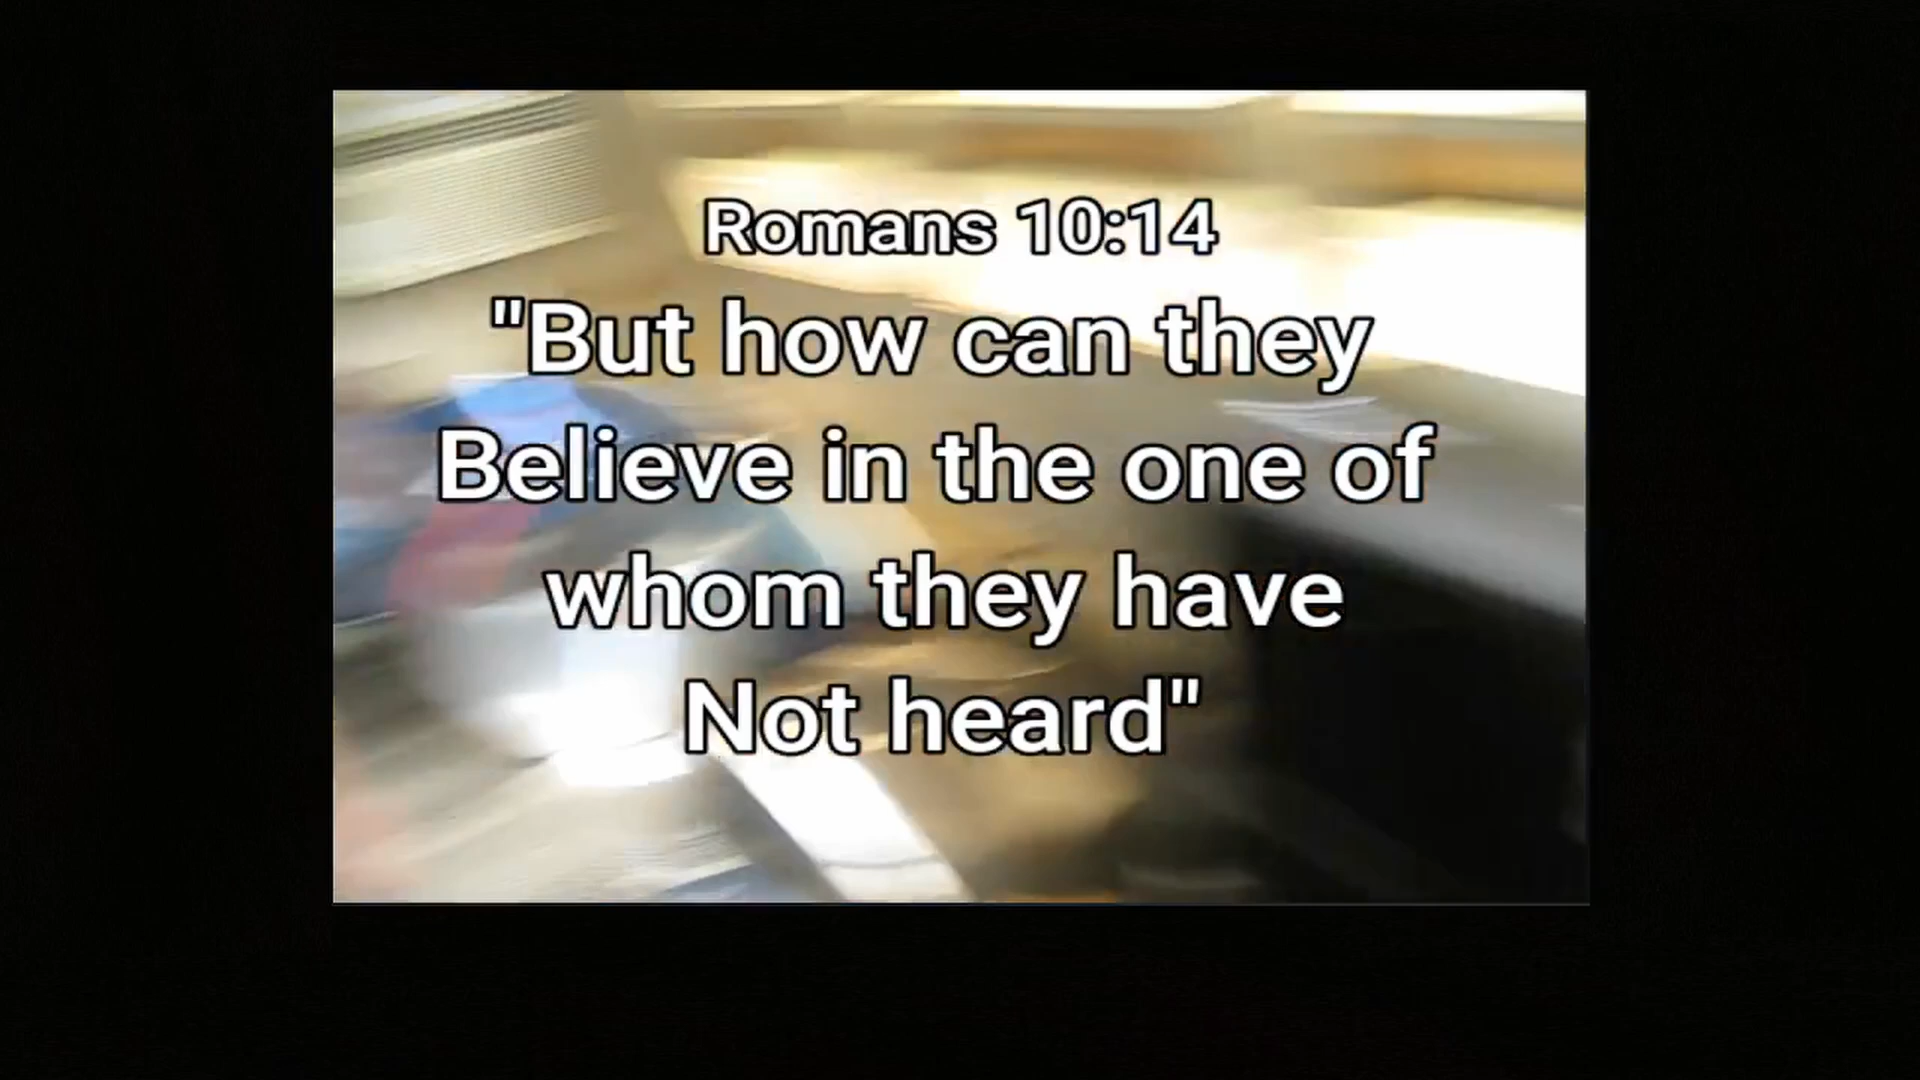 Romans 10:14
"But how can they
Believe in the one of
whom they have
Not heard"